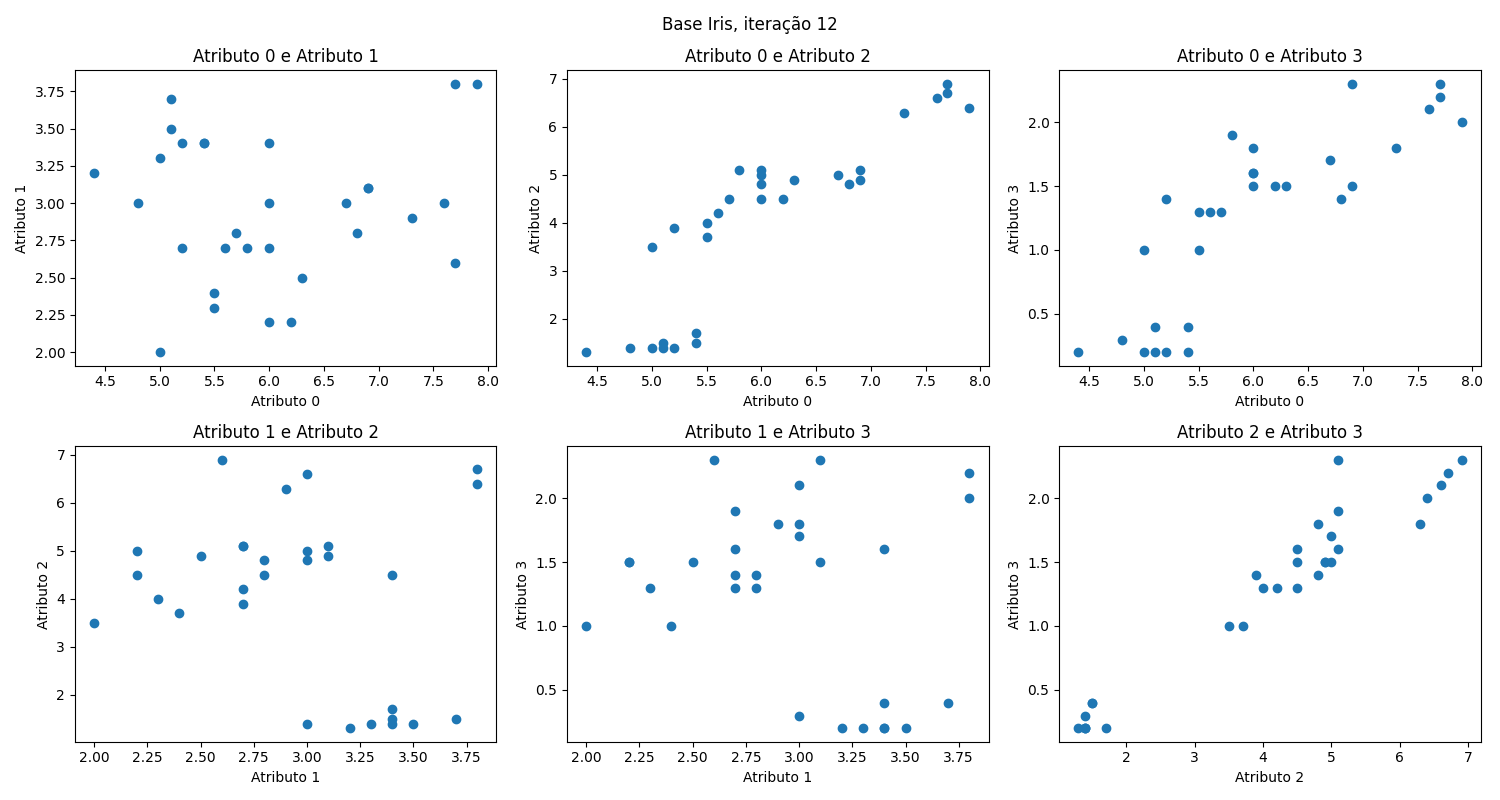 Base Iris, iteração 12
Atributo 0 e Atributo 1
3.75
3.50
3.25
3.00
2.75
2.50
2.25
2.00
Atributo 1
4.5 5.0 5.5 6.0 6.5 7.0 7.5 8.0
Atributo 0
Atributo 0 e Atributo 2
7
6
5
4
3
2
Atributo 2
4.5 5.0 5.5 6.0 6.5 7.0 7.5 8.0
Atributo 0
Atributo 0 e Atributo 3
2.0
1.5
1.0
0.5
Atributo 3
4.5 5.0 5.5 6.0 6.5 7.0 7.5 8.0
Atributo 0
Atributo 1 e Atributo 2
7
6
5
4
3
2
Atributo 2
2.00 2.25 2.50 2.75 3.00 3.25 3.50 3.75
Atributo 1
Atributo 1 e Atributo 3
2.0
1.5
1.0
0.5
Atributo 3
2.00 2.25 2.50 2.75 3.00 3.25 3.50 3.75
Atributo 1
Atributo 2 e Atributo 3
2.0
1.5
1.0
0.5
Atributo 3
2 3 4 5 6 7
Atributo 2